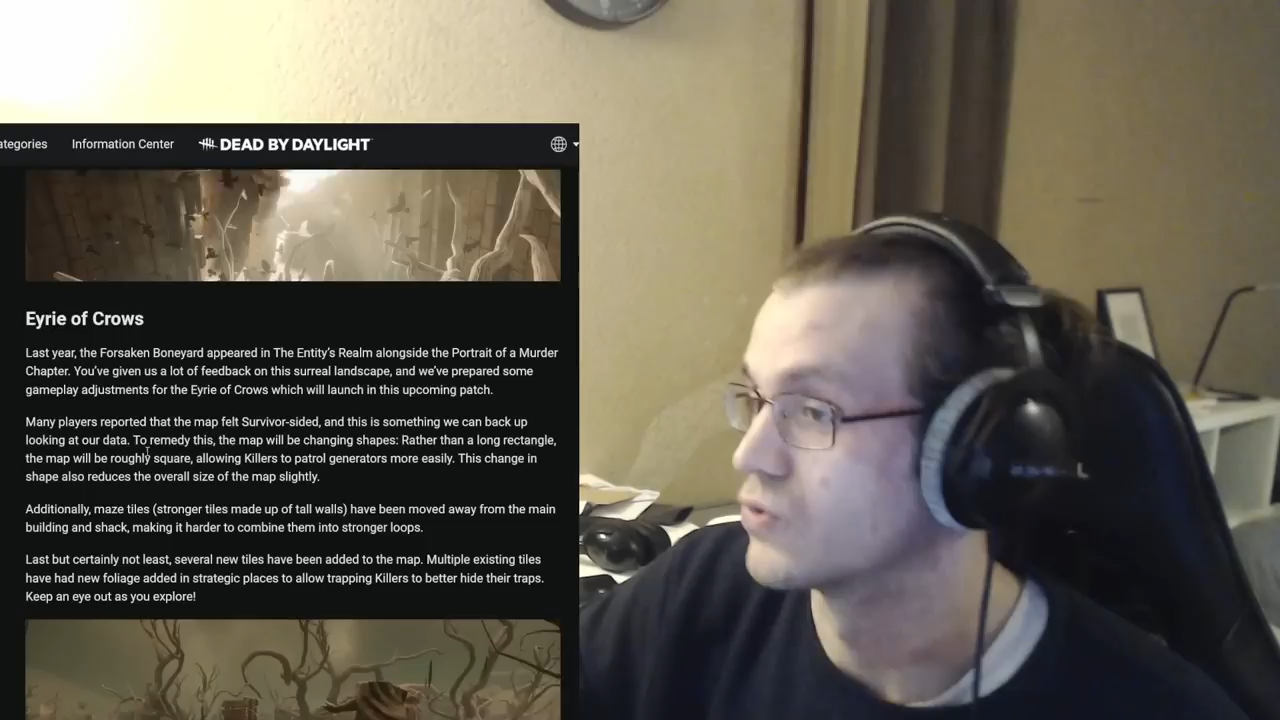 ategories Information Center DEAD BY DAYLIGHT
Eyrie of Crows
Last year, the Forsaken Boneyard appeared in The Entity's Realm alongside the Portrait of a Murder
Chapter. You've given us a lot of feedback on this surreal landscape, and we've prepared some
gameplay adjustments for the Eyrie of Crows which will launch in this upcoming patch.
Many players reported that the map felt Survivor-sided, and this is something we can back up
looking at our data. To remedy this, the map will be changing shapes: Rather than a long rectangle,
the map will be roughly square, allowing Killers to patrol generators more easily. This change in
shape also reduces the overall size of the map slightly.
Additionally, maze tiles (stronger tiles made up of tall walls) have been moved away from the main
building and shack, making it harder to combine them into stronger loops.
Last but certainly not least, several new tiles have been added to the map. Multiple existing tiles
have had new foliage added in strategic places to allow trapping Killers to better hide their traps.
Keep an eye out as you explore!